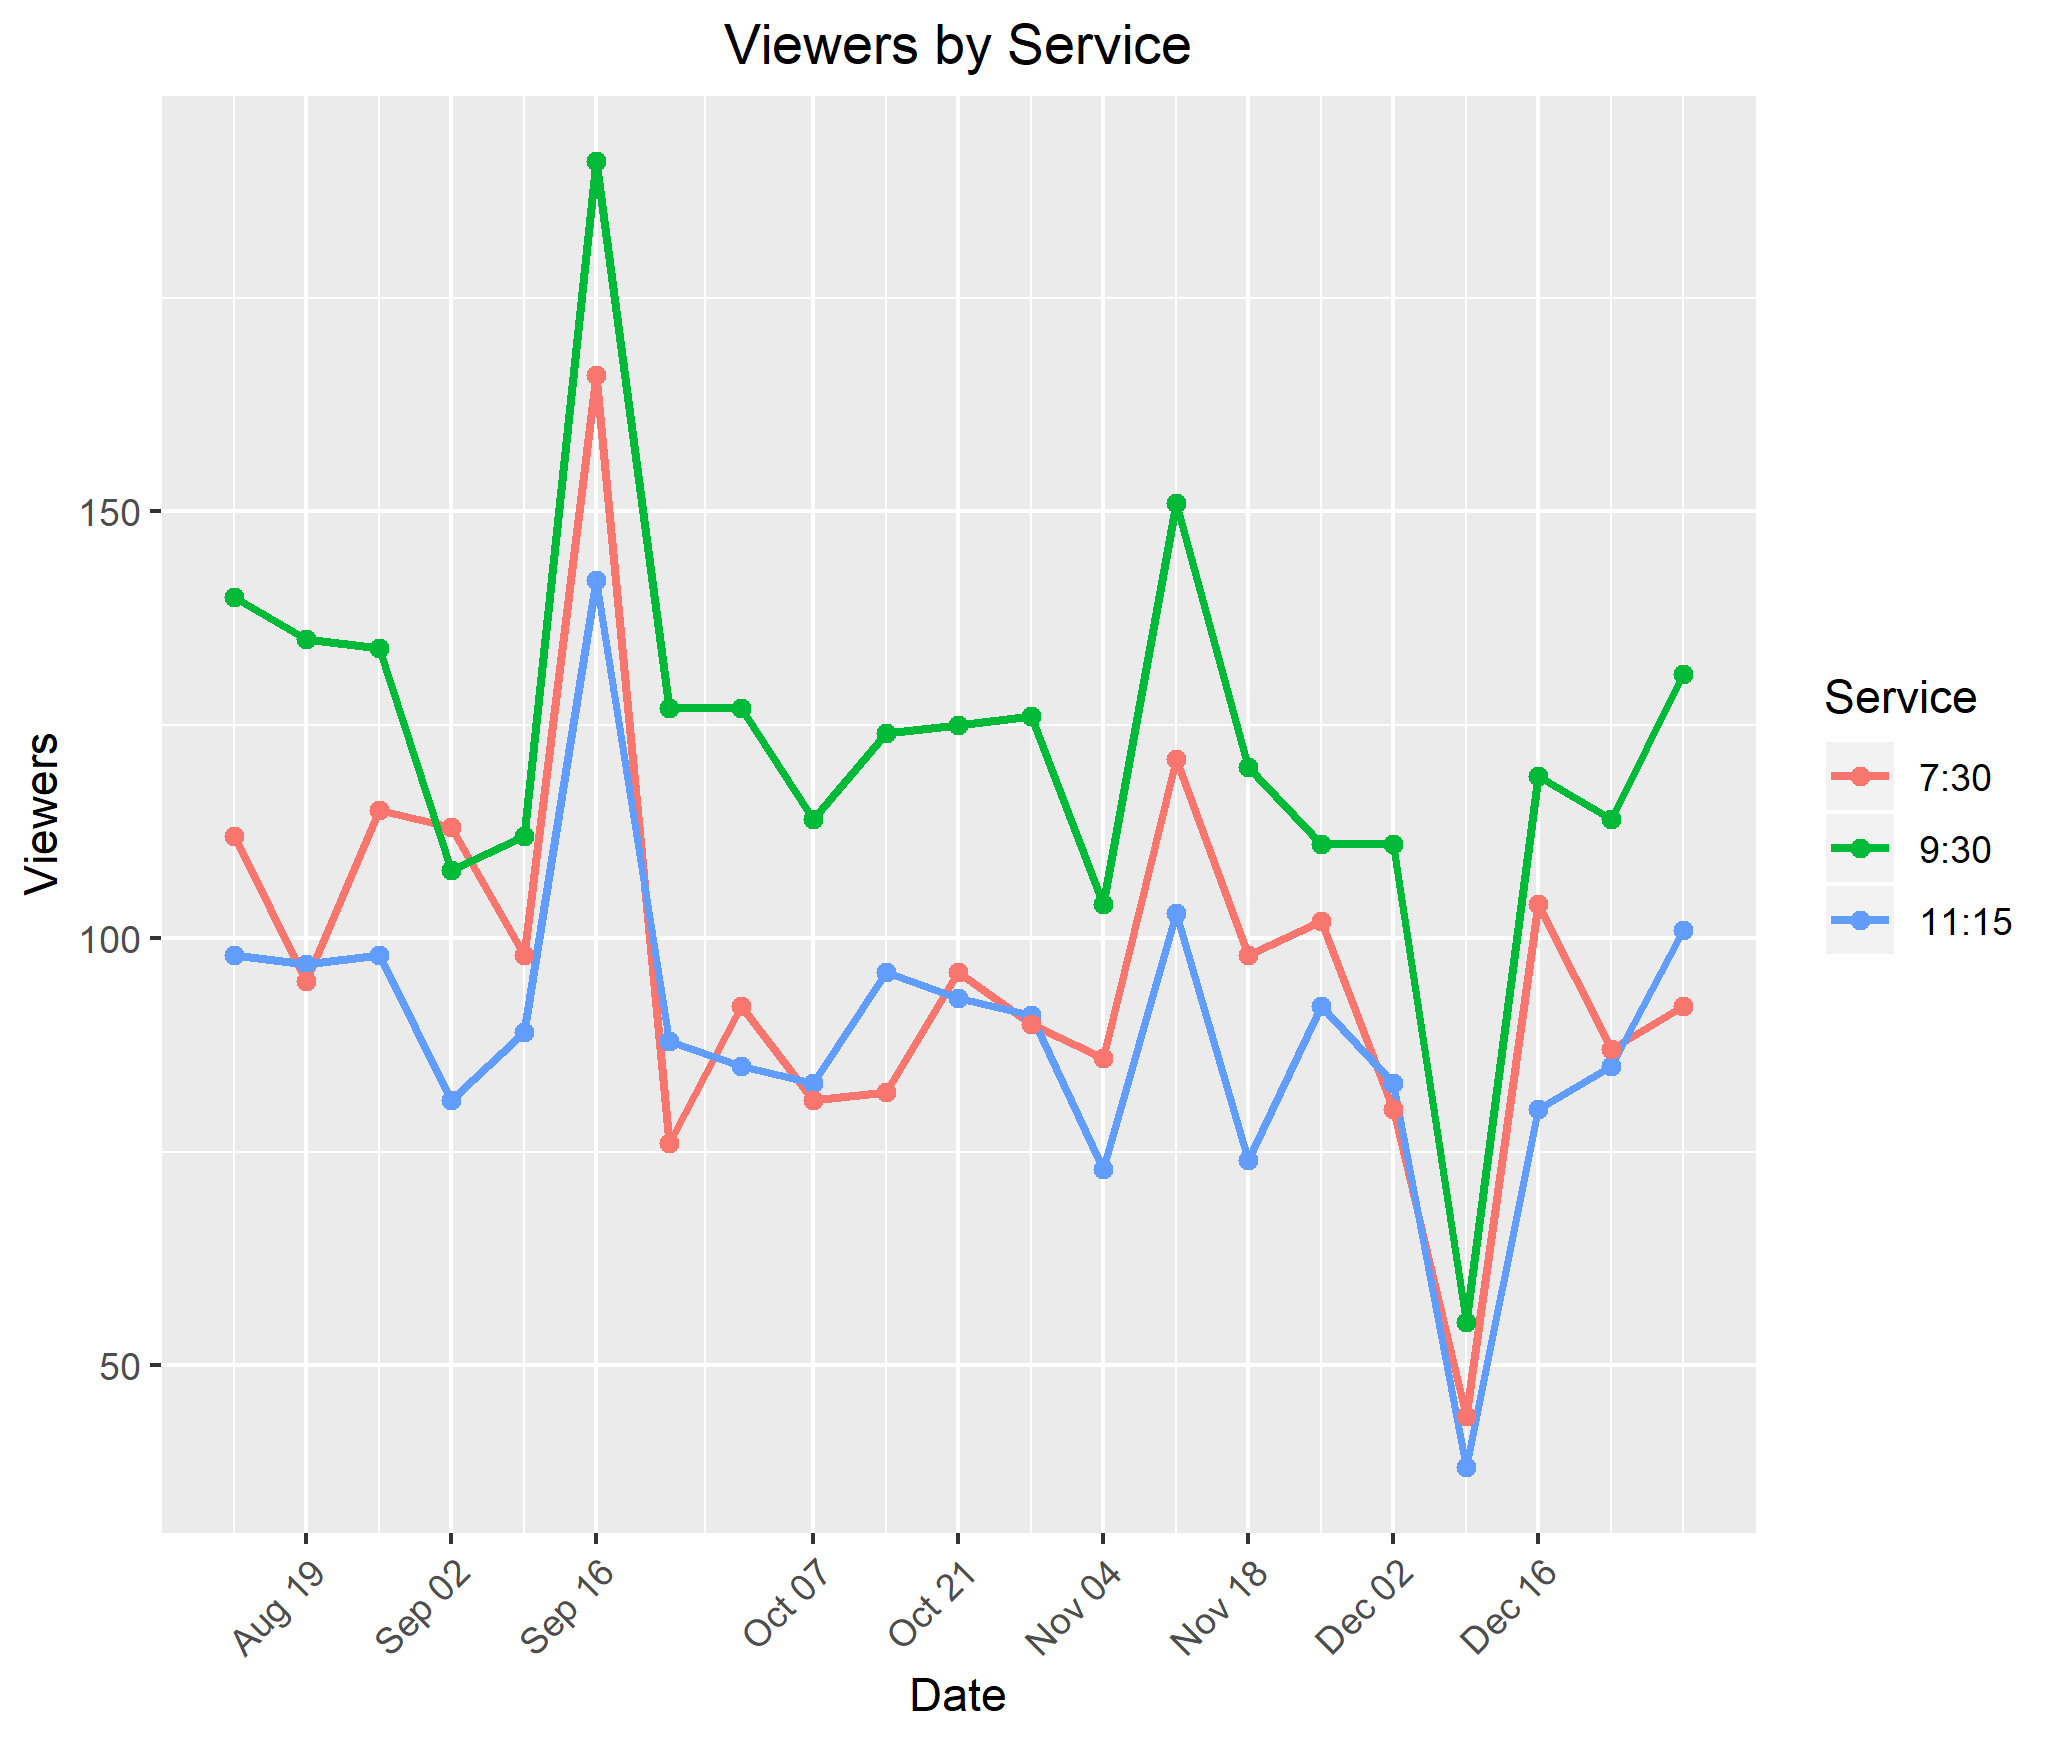 Viewers by Service
Viewers
150
100
50
Aug 19
Sep 02
Sep 16
Oct 07
Oct 21
Nov 04
Nov 18
Dec 02
Dec 16
Date
Service
7:30
9:30
11:15